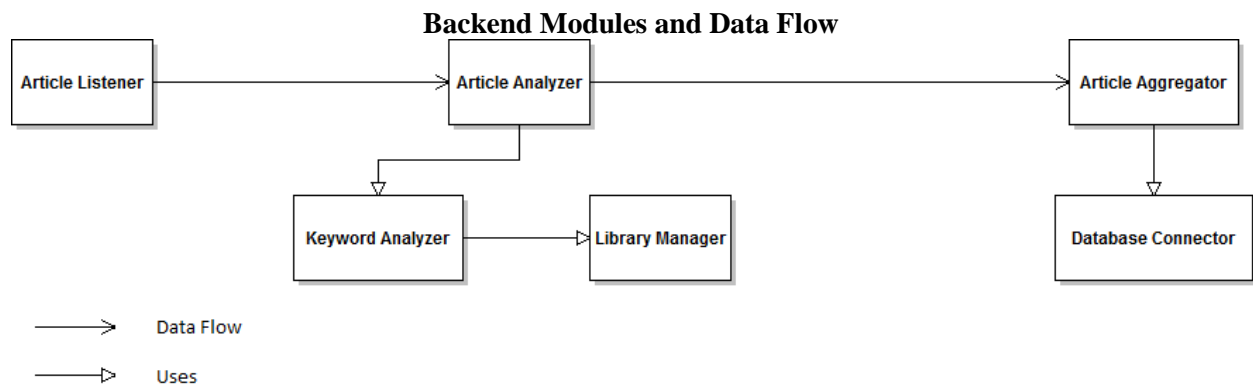 Backend Modules and Data Flow
Article Listener
Article Analyzer
Article Aggregator
Keyword Analyzer
Library Manager
Database Connector
Data Flow
Uses